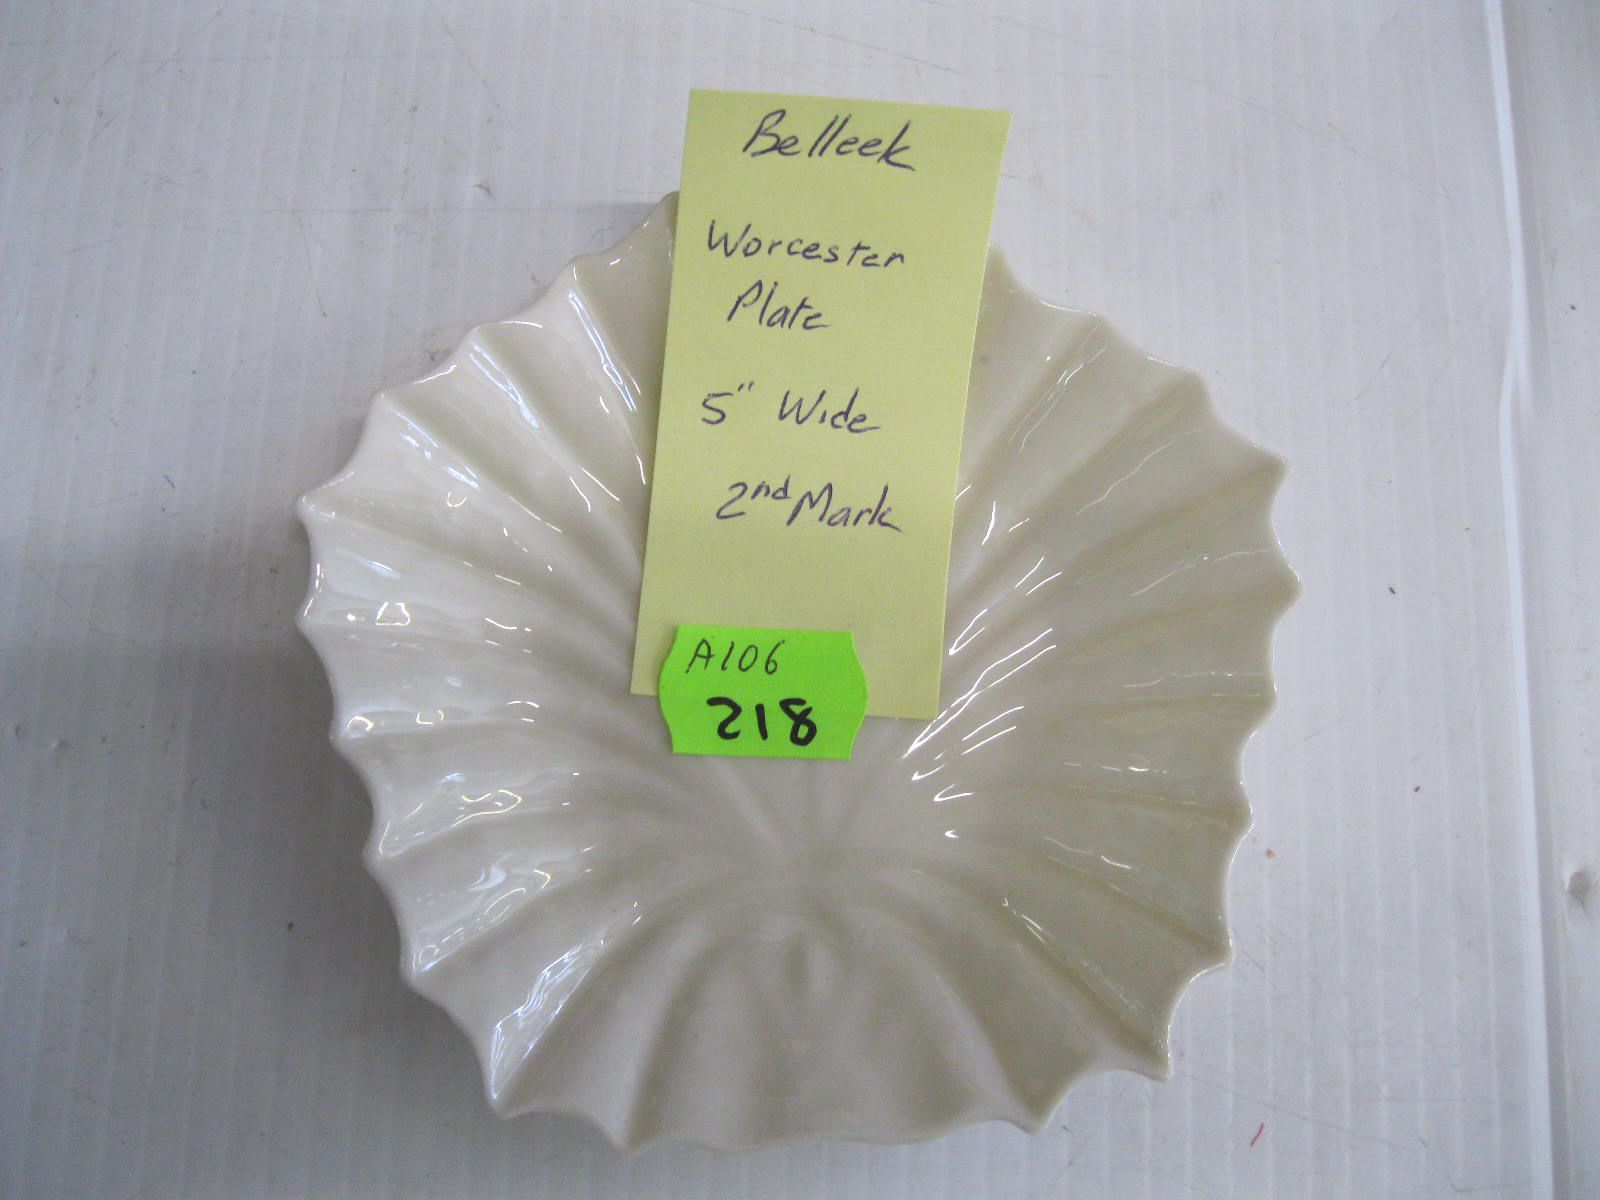 Belleek
Worcester
Plate
5" Wide
2nd Mark
A106
218